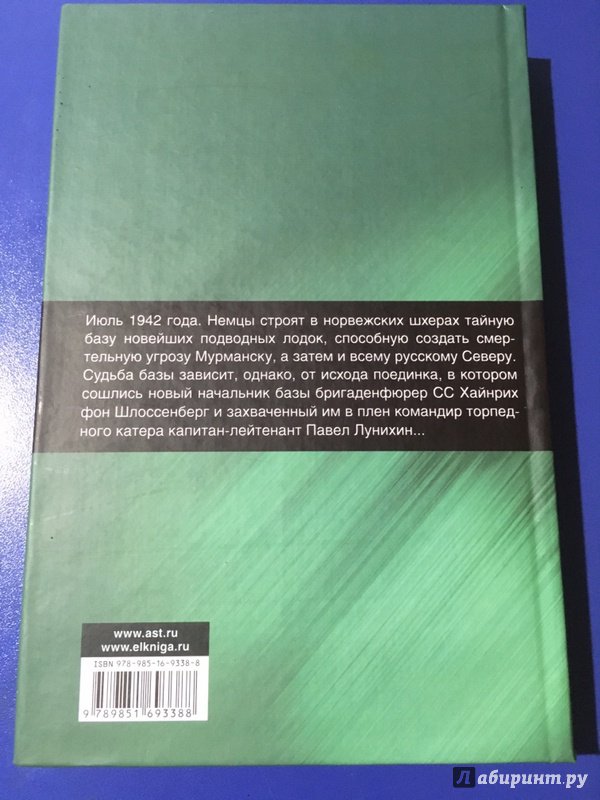 Июль 1942 года. Немцы строят в норвежских шхерах тайную
базу новейших подводных лодок, способную создать смер-
тельную угрозу Мурманску, а затем и всему русскому Северу.
Судьба базы зависит, однако, от исхода поединка, в котором
сошлись новый начальник базы бригаденфюрер СС Хайнрих
фон Шлоссенберг и захваченный им в плен командир торпед-
ного катера капитан-лейтенант Павел Лунихин...
www.ast.ru
www.elkniga.ru
ISBN 978-985-16-9338-8
9 789851 693388
Лабиринт.ру